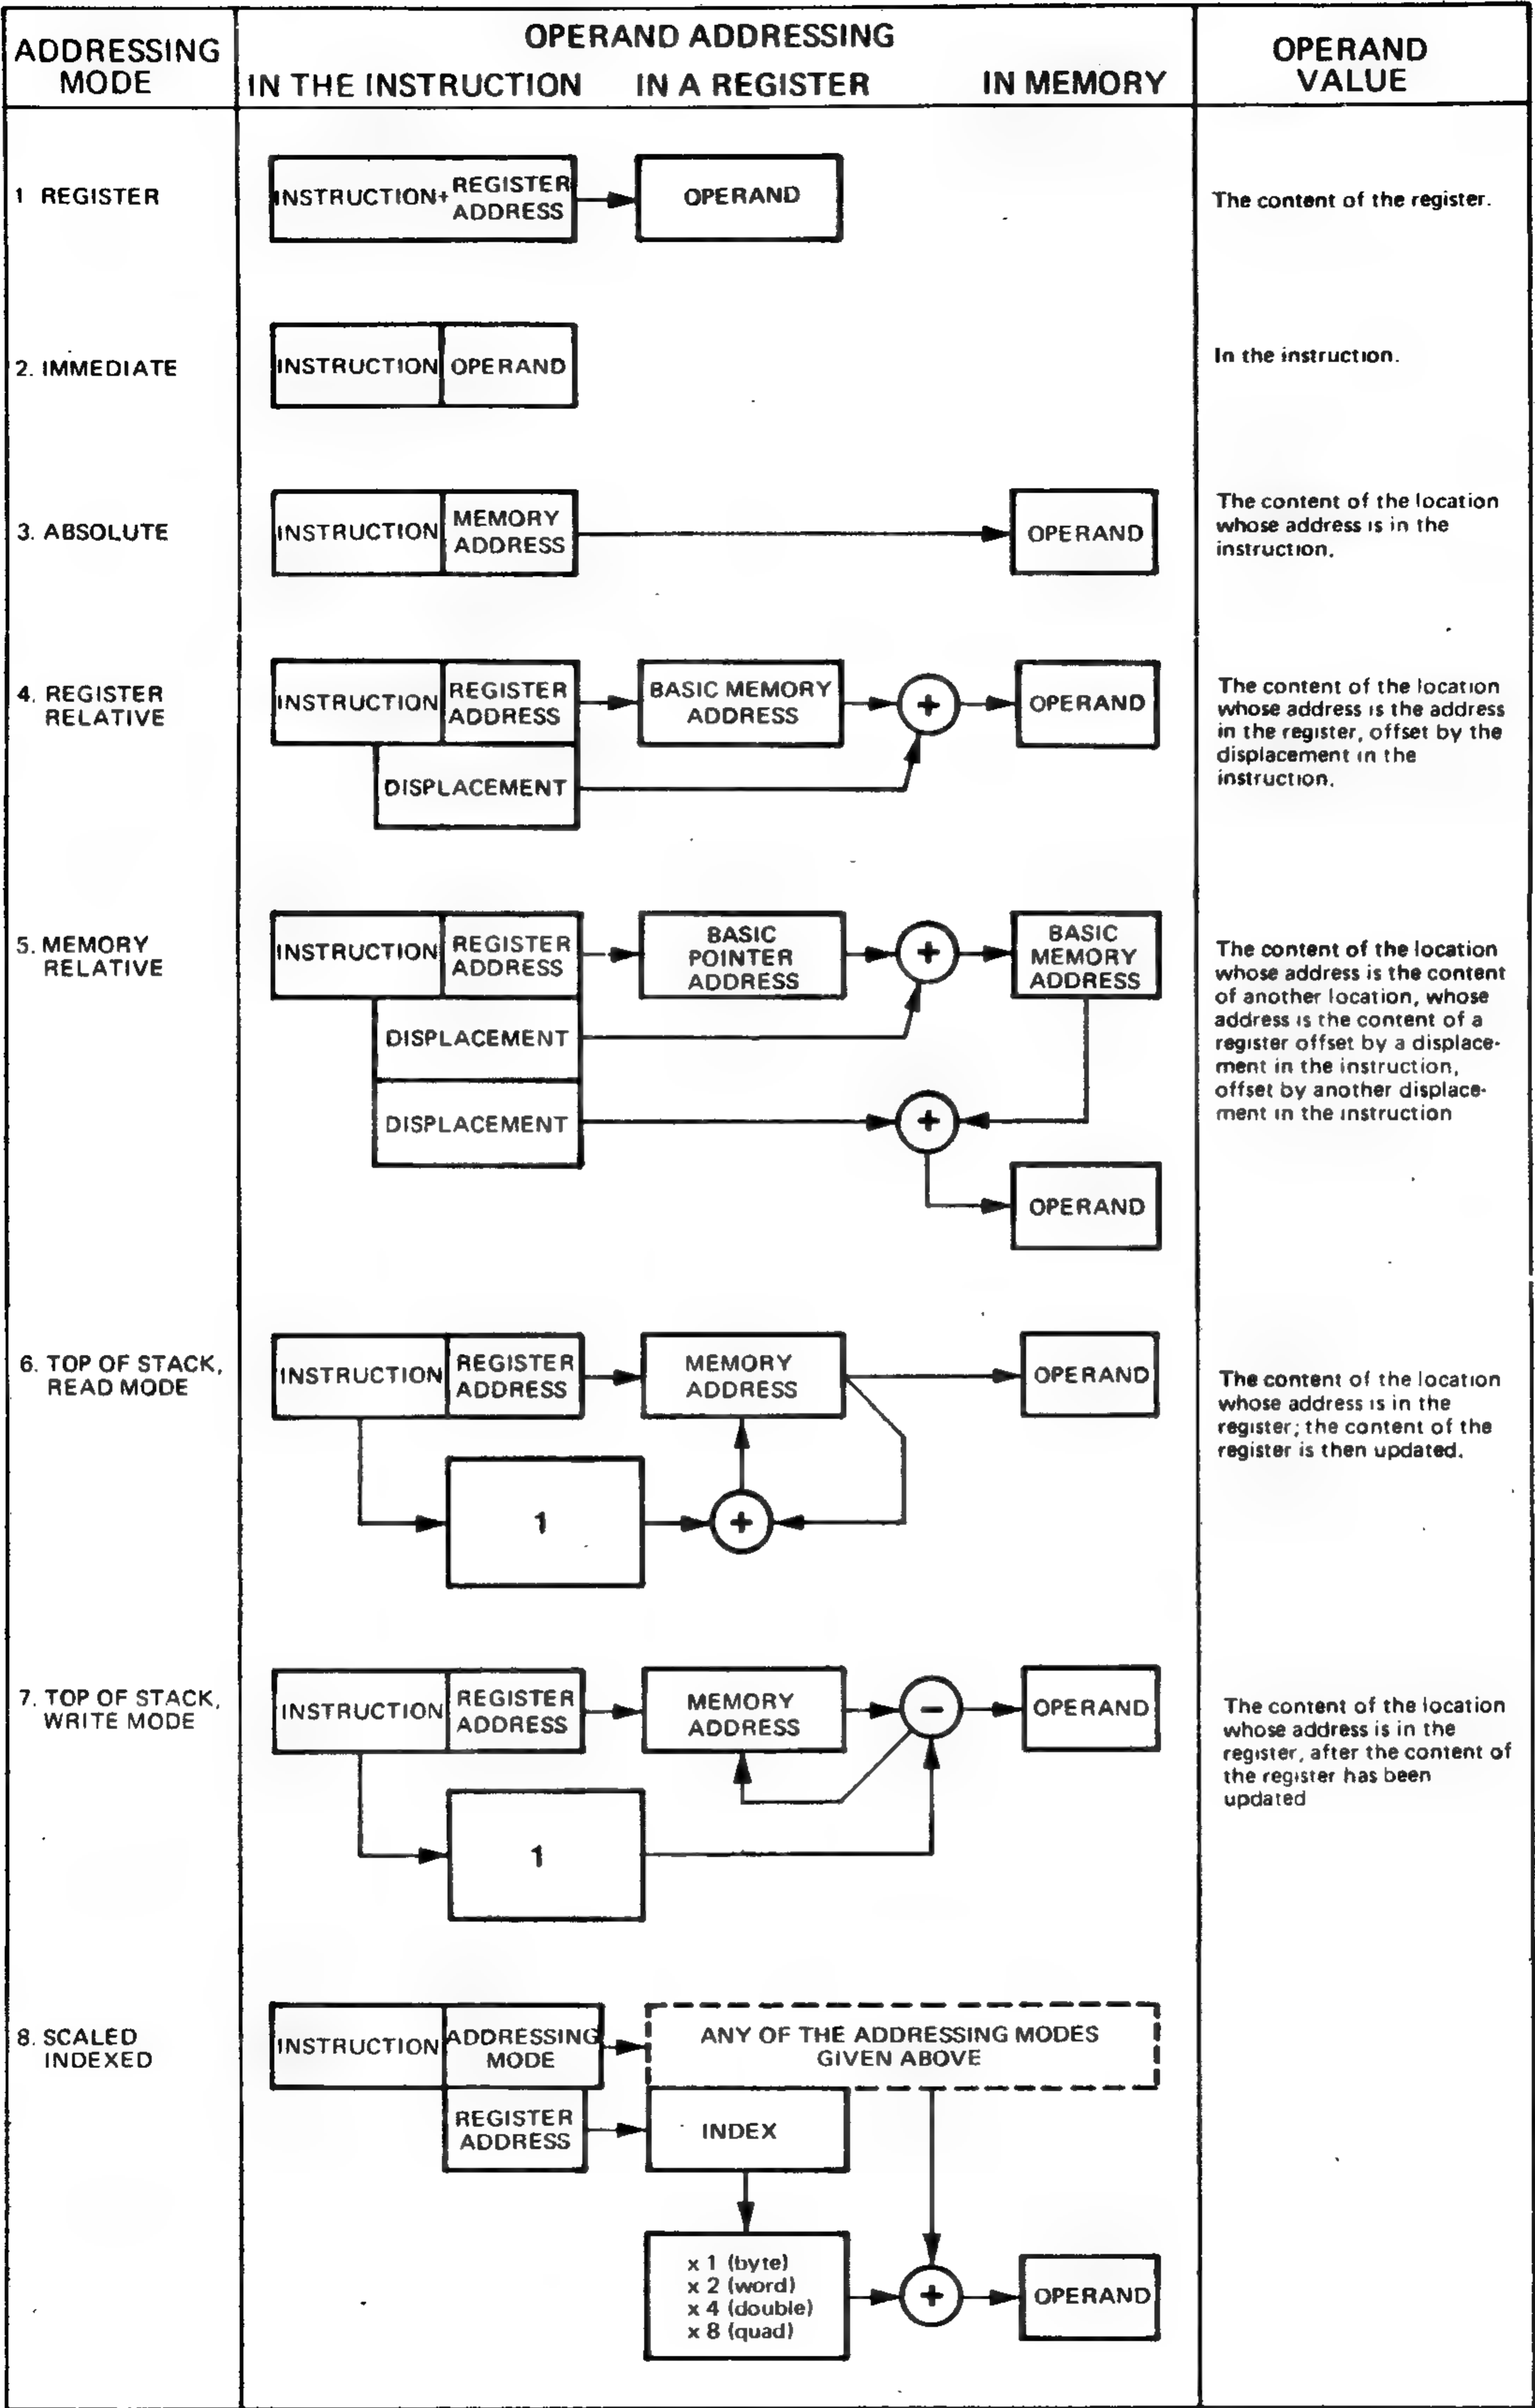 ADDRESSING
MODE
OPERAND ADDRESSING
IN THE INSTRUCTION
IN A REGISTER
IN MEMORY
OPERAND
VALUE
1 REGISTER
INSTRUCTION+
REGISTER
ADDRESS
OPERAND
The content of the register.
2. IMMEDIATE
INSTRUCTION
OPERAND
In the instruction.
3. ABSOLUTE
INSTRUCTION
MEMORY
ADDRESS
OPERAND
The content of the location
whose address is in the
instruction.
4. REGISTER
RELATIVE
INSTRUCTION
REGISTER
ADDRESS
DISPLACEMENT
BASIC MEMORY
ADDRESS
+
OPERAND
The content of the location
whose address is the address
in the register, offset by the
displacement in the
instruction.
5. MEMORY
RELATIVE
INSTRUCTION
REGISTER
ADDRESS
DISPLACEMENT
DISPLACEMENT
BASIC
POINTER
ADDRESS
+
BASIC
MEMORY
ADDRESS
+
OPERAND
The content of the location
whose address is the content
of another location, whose
address is the content of a
register offset by a displace-
ment in the instruction,
offset by another displace-
ment in the instruction
6. TOP OF STACK,
READ MODE
INSTRUCTION
REGISTER
ADDRESS
MEMORY
ADDRESS
OPERAND
1
+
The content of the location
whose address is in the
register; the content of the
register is then updated.
7. TOP OF STACK,
WRITE MODE
INSTRUCTION
REGISTER
ADDRESS
MEMORY
ADDRESS
-
OPERAND
1
The content of the location
whose address is in the
register, after the content of
the register has been
updated
8. SCALED
INDEXED
INSTRUCTION
ADDRESSING
MODE
REGISTER
ADDRESS
ANY OF THE ADDRESSING MODES
GIVEN ABOVE
INDEX
x 1 (byte)
x 2 (word)
x 4 (double)
x 8 (quad)
+
OPERAND